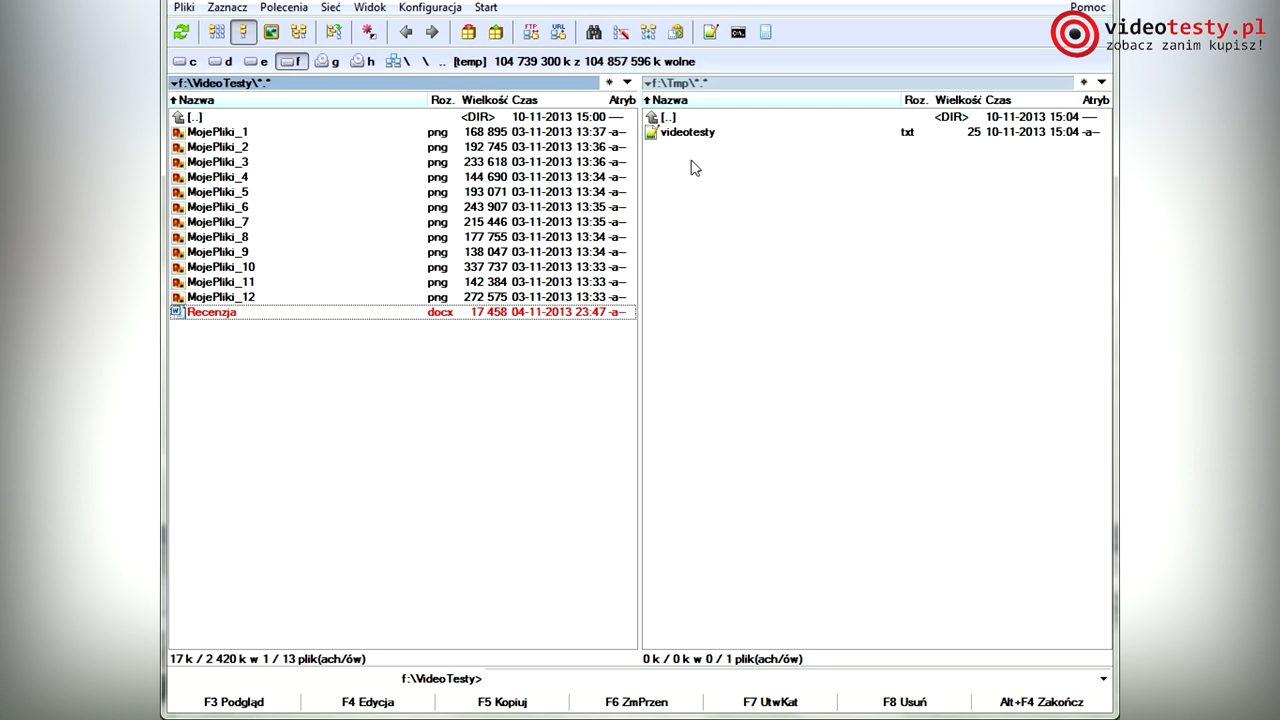 Pliki Zaznacz Polecenia Sieć Widok Konfiguracja Start Pomoc
videotesty.pl
zobacz zanim kupisz!
FTP URL
c d e f g h \ \ .. [temp] 104 739 300 k z 104 857 596 k wolne
f:\VideoTesty\*.* * f:\Tmp\*.* *
Nazwa Roz. Wielkość Czas Atryb Nazwa Roz. Wielkość Czas Atryb
[..] <DIR> 10-11-2013 15:00 — [..] <DIR> 10-11-2013 15:04 —
MojePliki_1 png 168 895 03-11-2013 13:37 -a– videotesty txt 25 10-11-2013 15:04 -a–
MojePliki_2 png 192 745 03-11-2013 13:36 -a–
MojePliki_3 png 233 618 03-11-2013 13:36 -a–
MojePliki_4 png 144 690 03-11-2013 13:34 -a–
MojePliki_5 png 193 071 03-11-2013 13:34 -a–
MojePliki_6 png 243 907 03-11-2013 13:35 -a–
MojePliki_7 png 215 446 03-11-2013 13:35 -a–
MojePliki_8 png 177 755 03-11-2013 13:34 -a–
MojePliki_9 png 138 047 03-11-2013 13:34 -a–
MojePliki_10 png 337 737 03-11-2013 13:33 -a–
MojePliki_11 png 142 384 03-11-2013 13:33 -a–
MojePliki_12 png 272 575 03-11-2013 13:33 -a–
Recenzja docx 17 458 04-11-2013 23:47 -a–
17 k / 2 420 k w 1 / 13 plik(ach/ów) 0 k / 0 k w 0 / 1 plik(ach/ów)
f:\VideoTesty>
F3 Podgląd F4 Edycja F5 Kopiuj F6 ZmPrzen F7 UtwKat F8 Usuń Alt+F4 Zakończ